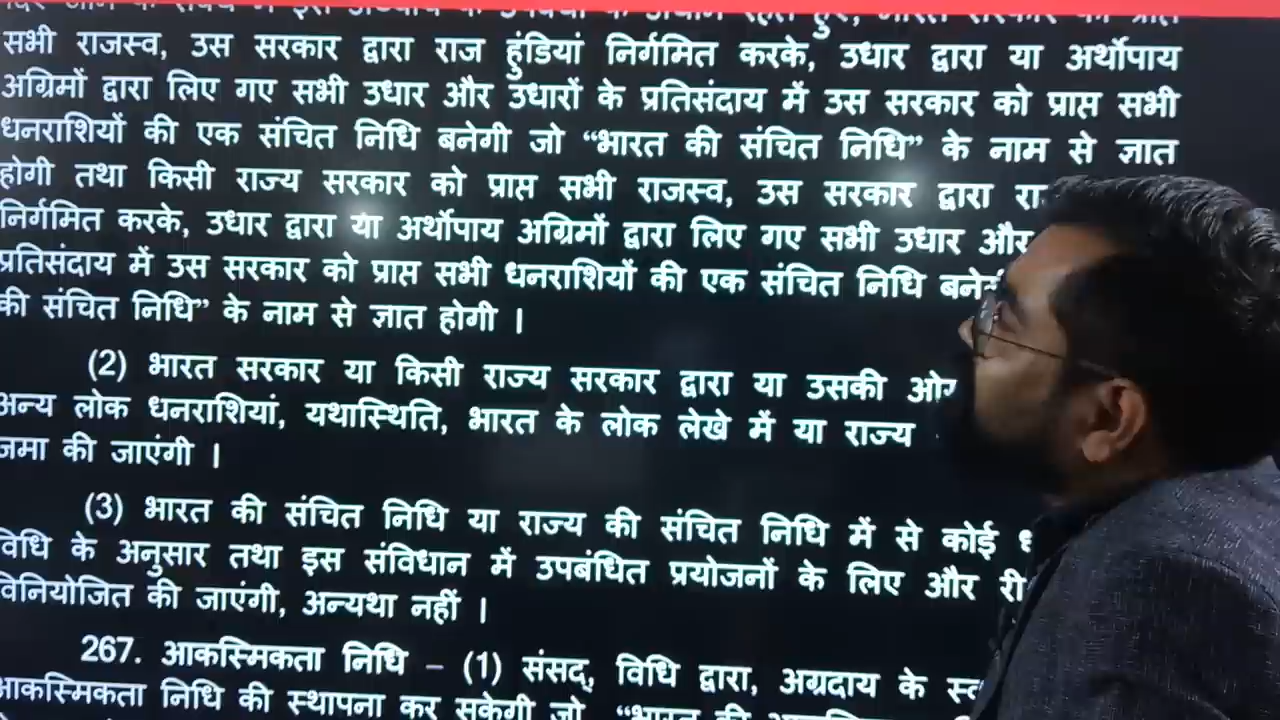 सभी राजस्व, उस सरकार द्वारा राज हुंडियां निर्गमित करके, उधार द्वारा या अर्थोपाय
अग्रिमों द्वारा लिए गए सभी उधार और उधारों के प्रतिसंदाय में उस सरकार को प्राप्त सभी
धनराशियों की एक संचित निधि बनेगी जो “भारत की संचित निधि” के नाम से ज्ञात
होगी तथा किसी राज्य सरकार को प्राप्त सभी राजस्व, उस सरकार द्वारा
निर्गमित करके, उधार द्वारा या अर्थोपाय अग्रिमों द्वारा लिए गए सभी उधार और
प्रतिसंदाय में उस सरकार को प्राप्त सभी धनराशियों की एक संचित निधि
की संचित निधि” के नाम से ज्ञात होगी ।
(2) भारत सरकार या किसी राज्य सरकार द्वारा या उसकी
अन्य लोक धनराशियां, यथास्थिति, भारत के लोक लेखे में या राज्य
जमा की जाएंगी ।
(3) भारत की संचित निधि या राज्य की संचित निधि में से कोई
विधि के अनुसार तथा इस संविधान में उपबंधित प्रयोजनों के लिए और
विनियोजित की जाएंगी, अन्यथा नहीं ।
267. आकस्मिकता निधि – (1) संसद्, विधि द्वारा, अग्रदाय के
आकस्मिकता निधि की स्थापना कर सकेगी जो “भारत की